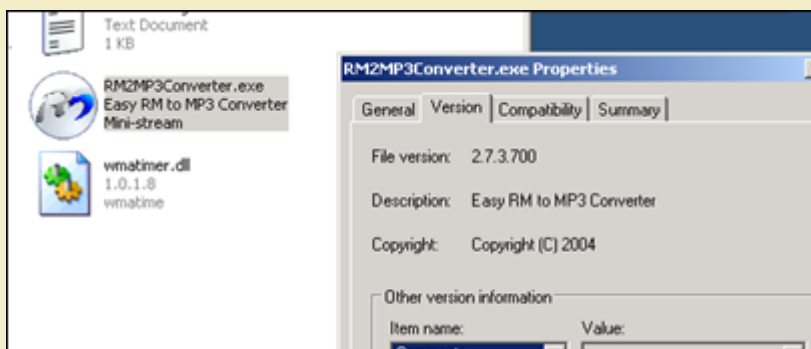 Text Document
1 KB
RM2MP3Converter.exe
Easy RM to MP3 Converter
Mini-stream
wmatimer.dll
1.0.1.8
wmatime
RM2MP3Converter.exe Properties
General Version Compatibility Summary
File version: 2.7.3.700
Description: Easy RM to MP3 Converter
Copyright: Copyright (C) 2004
Other version information
Item name: Value: